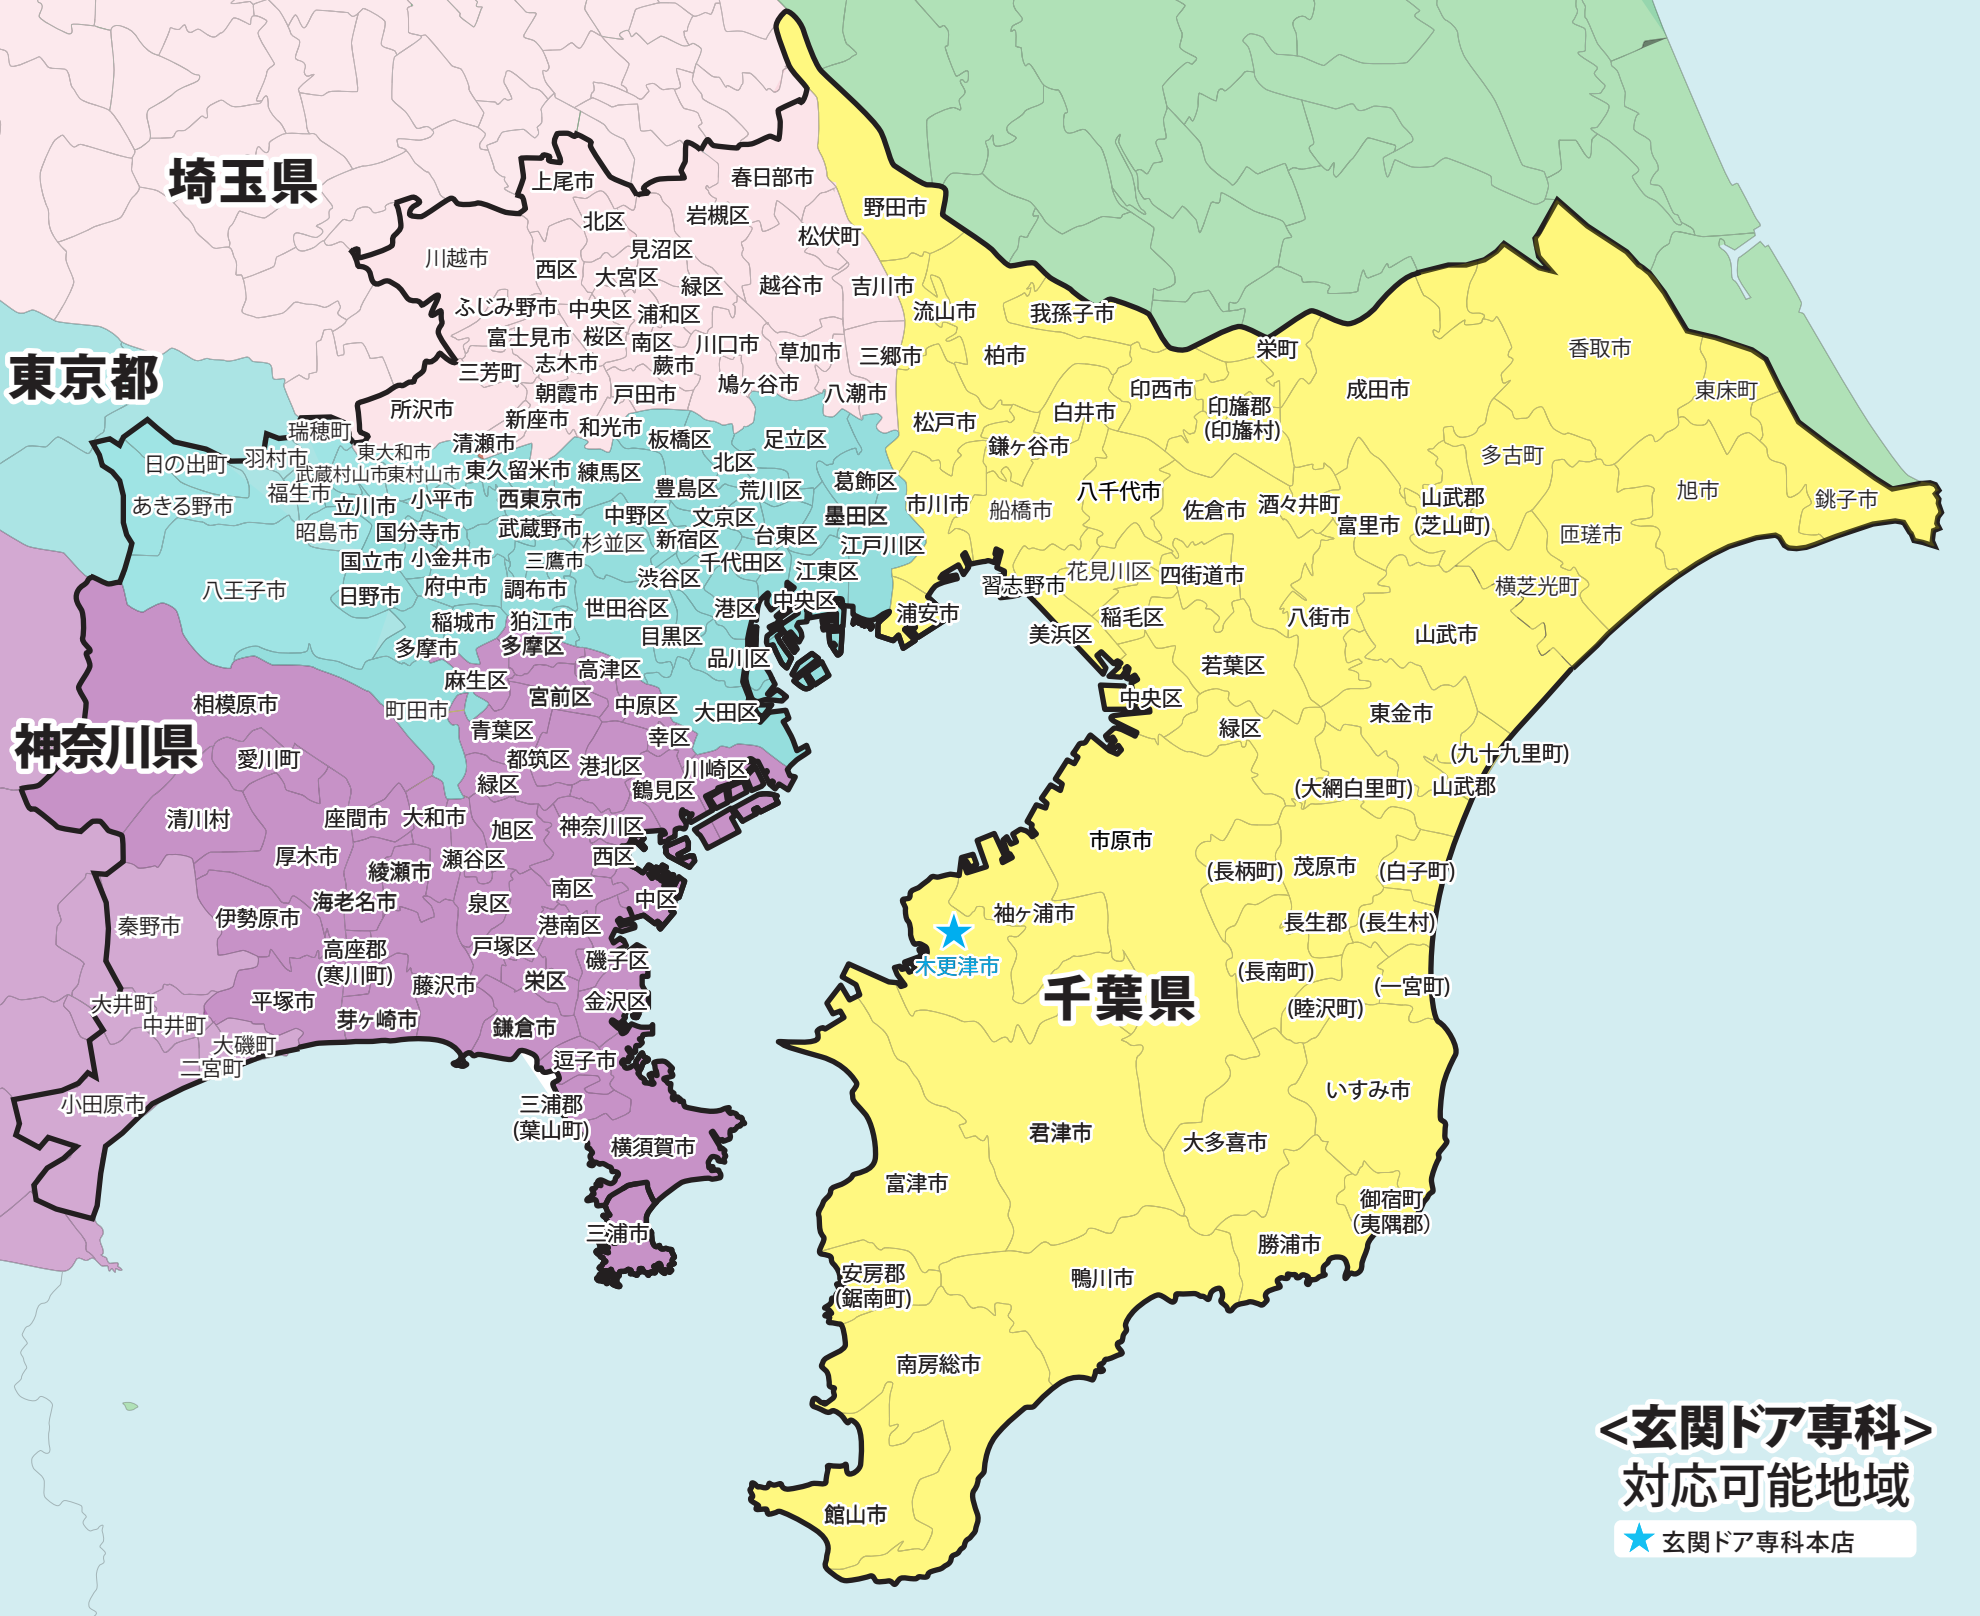 埼玉県
上尾市
春日部市
北区
岩槻区
松伏町
川越市
見沼区
西区
大宮区
緑区
越谷市
吉川市
ふじみ野市
中央区
浦和区
富士見市
桜区
南区
川口市
草加市
三郷市
三芳町
志木市
蕨市
鳩ヶ谷市
八潮市
朝霞市
戸田市
所沢市
新座市
和光市
東京都
瑞穂町
東大和市
清瀬市
板橋区
足立区
日の出町
羽村市
武蔵村山市
東村山市
東久留米市
練馬区
北区
葛飾区
あきる野市
福生市
立川市
小平市
西東京市
豊島区
荒川区
昭島市
国分寺市
武蔵野市
中野区
文京区
墨田区
杉並区
新宿区
台東区
江戸川区
国立市
小金井市
三鷹市
千代田区
江東区
八王子市
日野市
府中市
調布市
渋谷区
世田谷区
港区
中央区
稲城市
狛江市
目黒区
多摩市
品川区
町田市
大田区
神奈川県
多摩区
麻生区
高津区
宮前区
中原区
相模原市
青葉区
幸区
愛川町
都筑区
港北区
川崎区
緑区
鶴見区
清川村
座間市
大和市
旭区
神奈川区
厚木市
綾瀬市
瀬谷区
西区
海老名市
南区
中区
秦野市
伊勢原市
泉区
港南区
高座郡
(寒川町)
戸塚区
磯子区
藤沢市
栄区
大井町
平塚市
金沢区
中井町
芽ヶ崎市
鎌倉市
大磯町
二宮町
逗子市
小田原市
三浦郡
(葉山町)
横須賀市
三浦市
千葉県
野田市
流山市
我孫子市
柏市
栄町
香取市
印西市
成田市
東床町
松戸市
白井市
印旛郡
(印旛村)
鎌ヶ谷市
多古町
市川市
船橋市
八千代市
佐倉市
酒々井町
富里市
山武郡
(芝山町)
旭市
銚子市
匝瑳市
習志野市
花見川区
四街道市
横芝光町
浦安市
美浜区
稲毛区
八街市
山武市
若葉区
中央区
緑区
東金市
(九十九里町)
(大網白里町)
山武郡
市原市
(長柄町)
茂原市
(白子町)
袖ヶ浦市
長生郡
(長生村)
木更津市
(長南町)
(一宮町)
(睦沢町)
いすみ市
君津市
大多喜市
富津市
御宿町
(夷隅郡)
勝浦市
安房郡
(鋸南町)
鴨川市
南房総市
館山市
<玄関ドア専科>
対応可能地域
玄関ドア専科本店